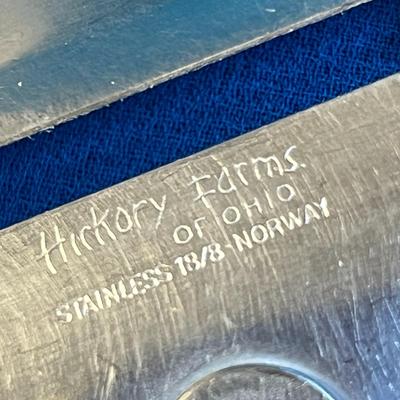 Hickory Farms.
OF OHIO
STAINLESS 18/8-NORWAY